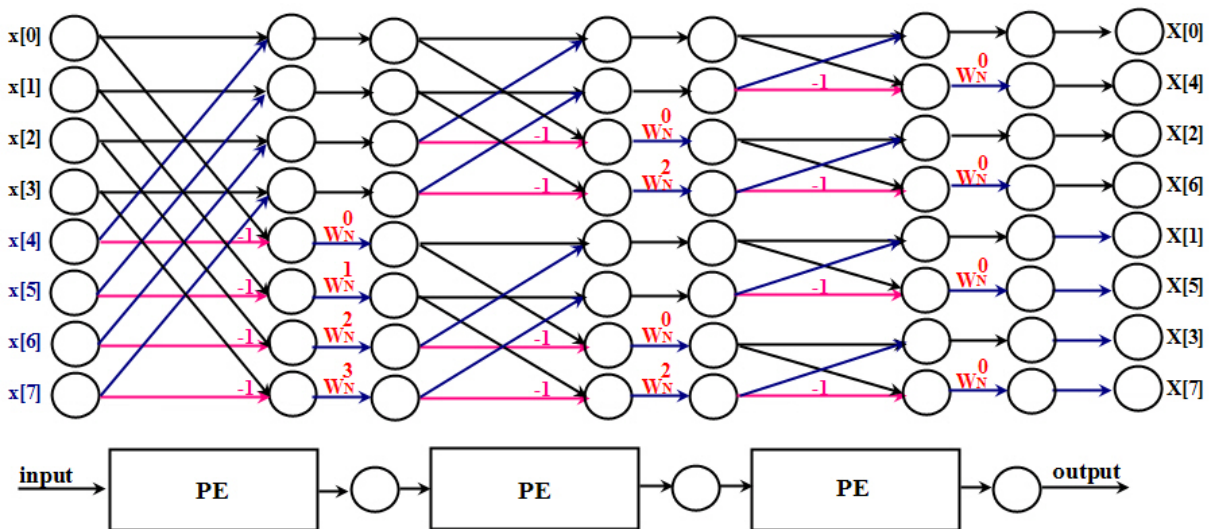 x[0] X[0]
0
x[1] -1 W_N X[4]
-1 0
x[2] W_N X[2]
-1 2 0
x[3] W_N -1 W_N X[6]
0
x[4] -1 W_N X[1]
1 0
x[5] -1 W_N -1 W_N X[5]
2 0
x[6] -1 W_N -1 W_N X[3]
3 2 0
x[7] -1 W_N -1 W_N -1 W_N X[7]
input PE PE PE output